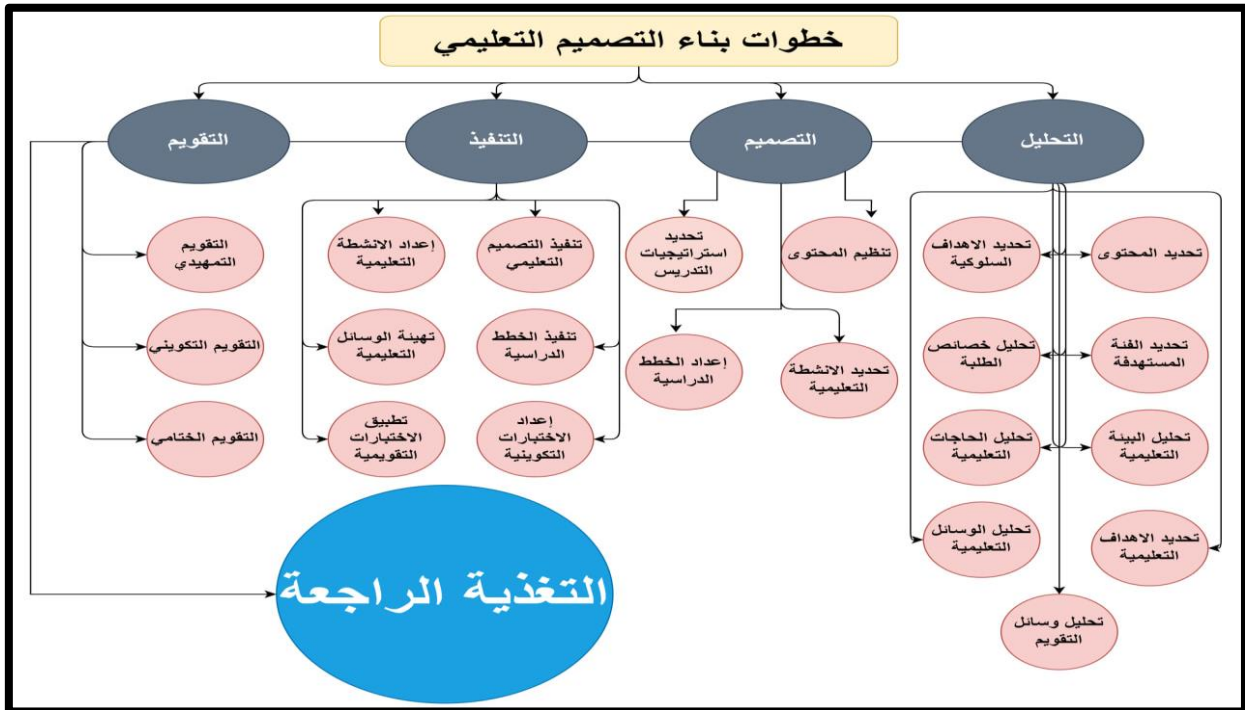 خطوات بناء التصميم التعليمي
التحليل
التصميم
التنفيذ
التقويم
تحديد المحتوى
تحديد الاهداف
السلوكية
تحديد الفئة
المستهدفة
تحليل خصائص
الطلبة
تحليل البيئة
التعليمية
تحليل الحاجات
التعليمية
تحديد الاهداف
التعليمية
تحليل الوسائل
التعليمية
تحليل وسائل
التقويم
تنظيم المحتوى
تحديد
استراتيجيات
التدريس
تحديد الانشطة
التعليمية
إعداد الخطط
الدراسية
تنفيذ التصميم
التعليمي
إعداد الانشطة
التعليمية
تنفيذ الخطط
الدراسية
تهيئة الوسائل
التعليمية
إعداد
الاختبارات
التكوينية
تطبيق
الاختبارات
التقويمية
التقويم
التمهيدي
التقويم التكويني
التقويم الختامي
التغذية الراجعة